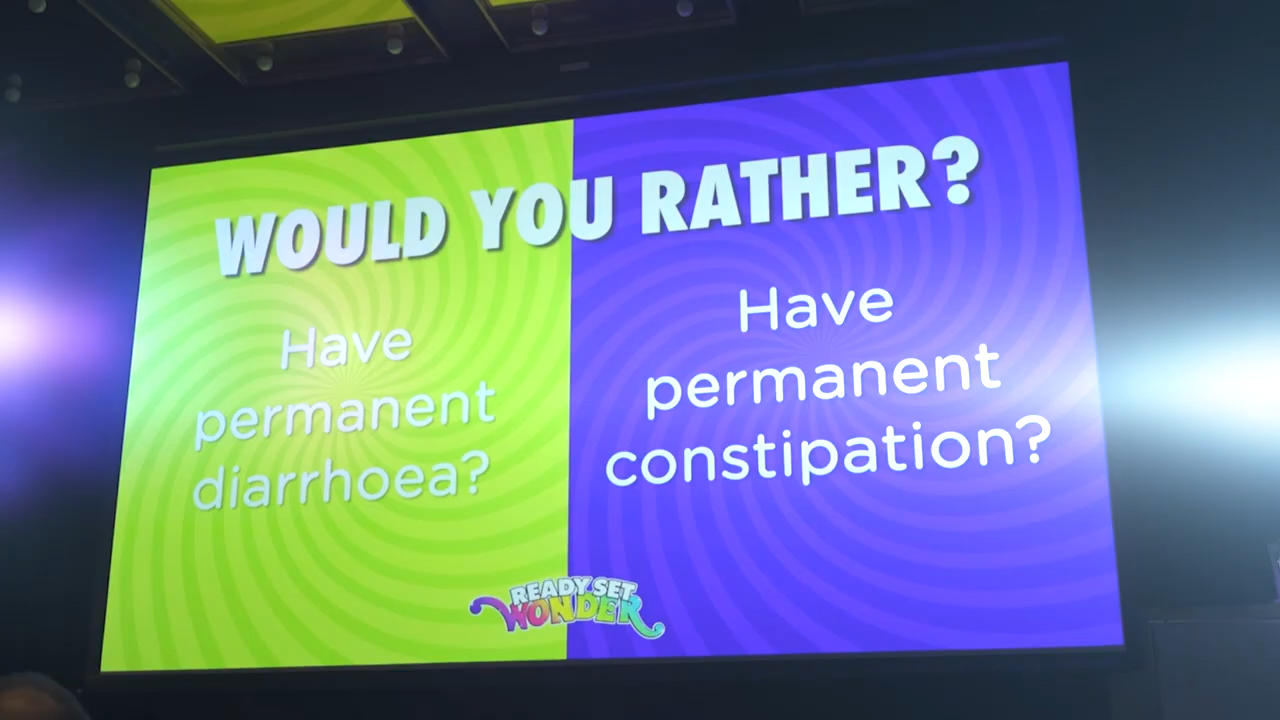 WOULD YOU RATHER?
Have
permanent
diarrhoea?
Have
permanent
constipation?
READY SET
WONDER